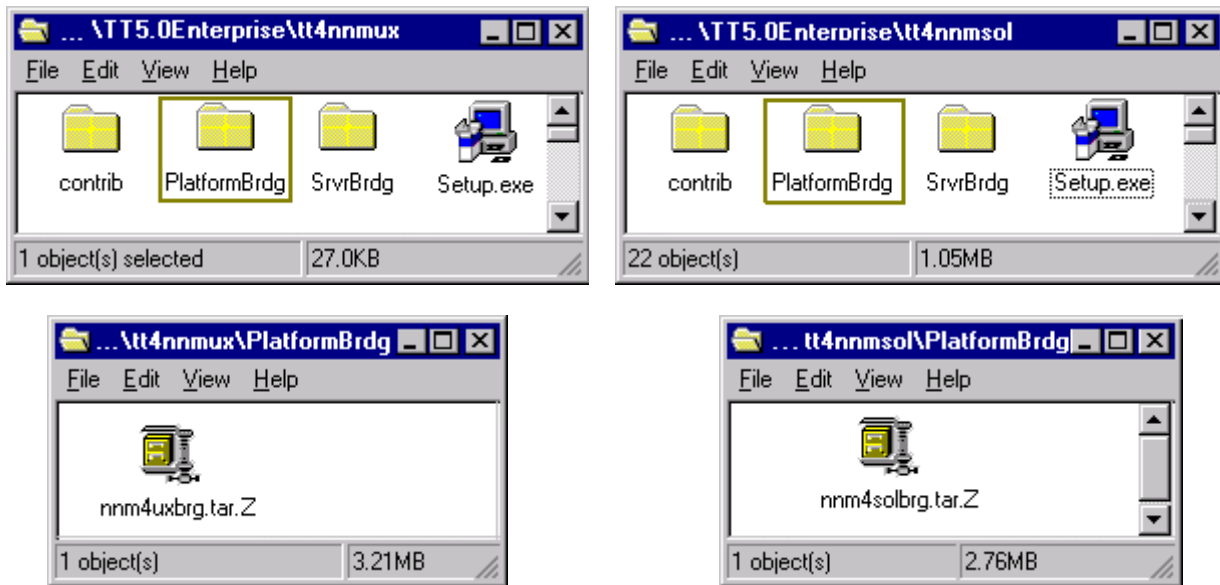 ... \TT5.0Enterprise\tt4nnmux
File Edit View Help
contrib PlatformBrdg SrvrBrdg Setup.exe
1 object(s) selected 27.0KB
... \TT5.0Enterprise\tt4nnmsol
File Edit View Help
contrib PlatformBrdg SrvrBrdg Setup.exe
22 object(s) 1.05MB
...\tt4nnmux\PlatformBrdg
File Edit View Help
nnm4uxbrg.tar.Z
1 object(s) 3.21MB
... tt4nnmsol\PlatformBrdg
File Edit View Help
nnm4solbrg.tar.Z
1 object(s) 2.76MB